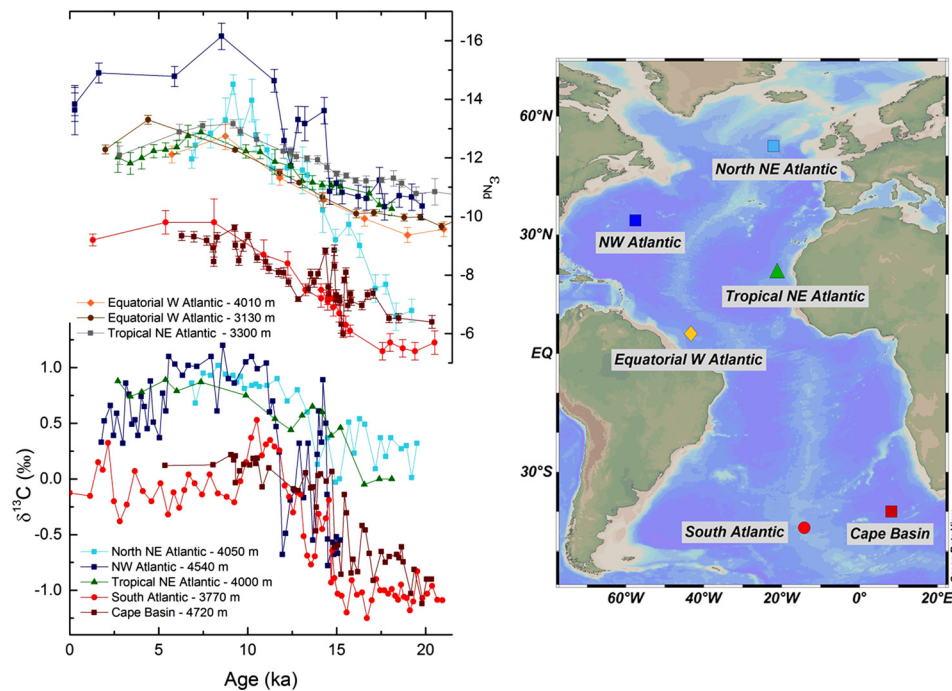 -16
-14
-12
-10
-8
-6
εNd
Equatorial W Atlantic - 4010 m
Equatorial W Atlantic - 3130 m
Tropical NE Atlantic - 3300 m
1.0
0.5
0.0
-0.5
-1.0
δ13C (‰)
North NE Atlantic - 4050 m
NW Atlantic - 4540 m
Tropical NE Atlantic - 4000 m
South Atlantic - 3770 m
Cape Basin - 4720 m
0 5 10 15 20
Age (ka)
60°N
30°N
EQ
30°S
North NE Atlantic
NW Atlantic
Tropical NE Atlantic
Equatorial W Atlantic
South Atlantic
Cape Basin
60°W 40°W 20°W 0° 20°E